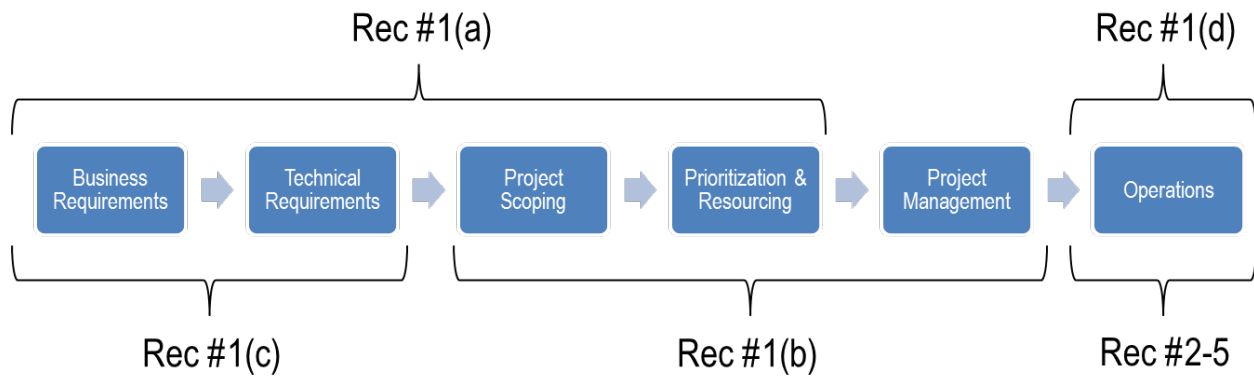 Rec #1(a)
Rec #1(d)
Business
Requirements
Technical
Requirements
Project
Scoping
Prioritization &
Resourcing
Project
Management
Operations
Rec #1(c)
Rec #1(b)
Rec #2-5